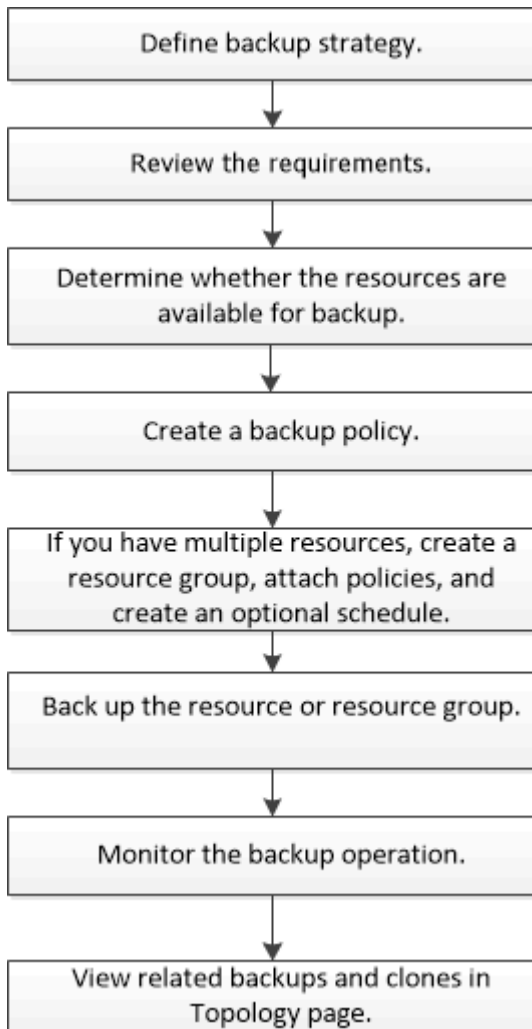 Define backup strategy.
Review the requirements.
Determine whether the resources are
available for backup.
Create a backup policy.
If you have multiple resources, create a
resource group, attach policies, and
create an optional schedule.
Back up the resource or resource group.
Monitor the backup operation.
View related backups and clones in
Topology page.